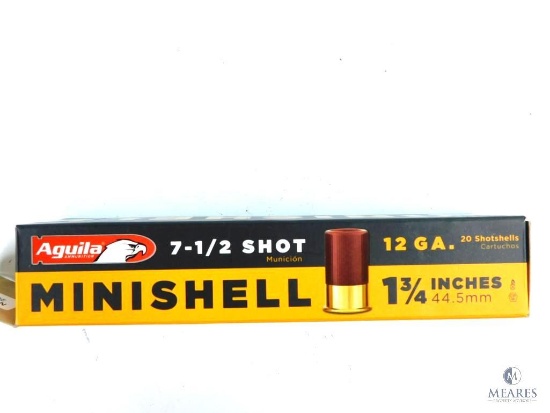 Aguila
AMMUNITION
7-1/2 SHOT
Munición
12 GA.
20 Shotshells
Cartuchos
MINISHELL
1 3/4 INCHES
44.5mm
MEARES